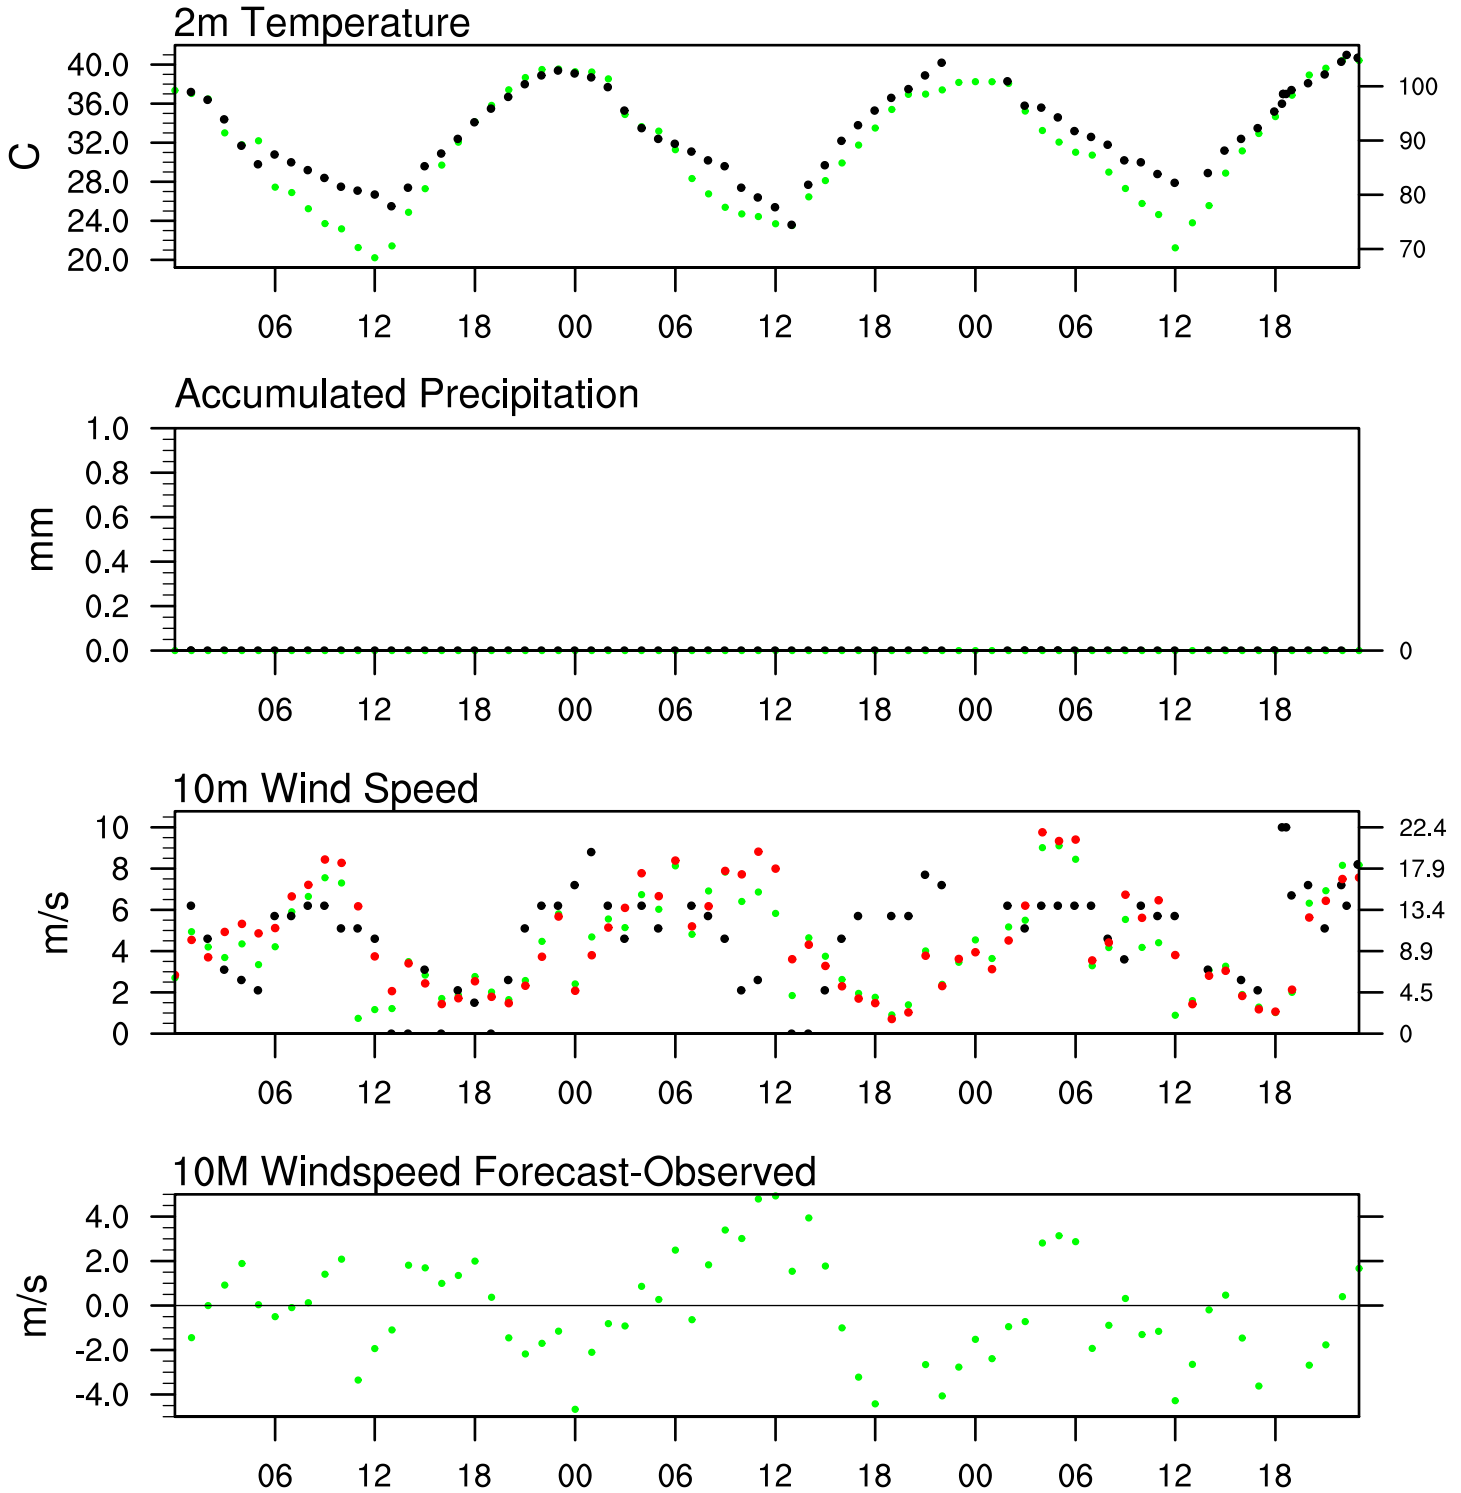 2m Temperature
40.0
36.0
32.0
28.0
24.0
20.0
C
100
90
80
70
06 12 18 00 06 12 18 00 06 12 18
Accumulated Precipitation
1.0
0.8
0.6
0.4
0.2
0.0
mm
0
06 12 18 00 06 12 18 00 06 12 18
10m Wind Speed
10
8
6
4
2
0
m/s
22.4
17.9
13.4
8.9
4.5
0
06 12 18 00 06 12 18 00 06 12 18
10M Windspeed Forecast-Observed
4.0
2.0
0.0
-2.0
-4.0
m/s
06 12 18 00 06 12 18 00 06 12 18